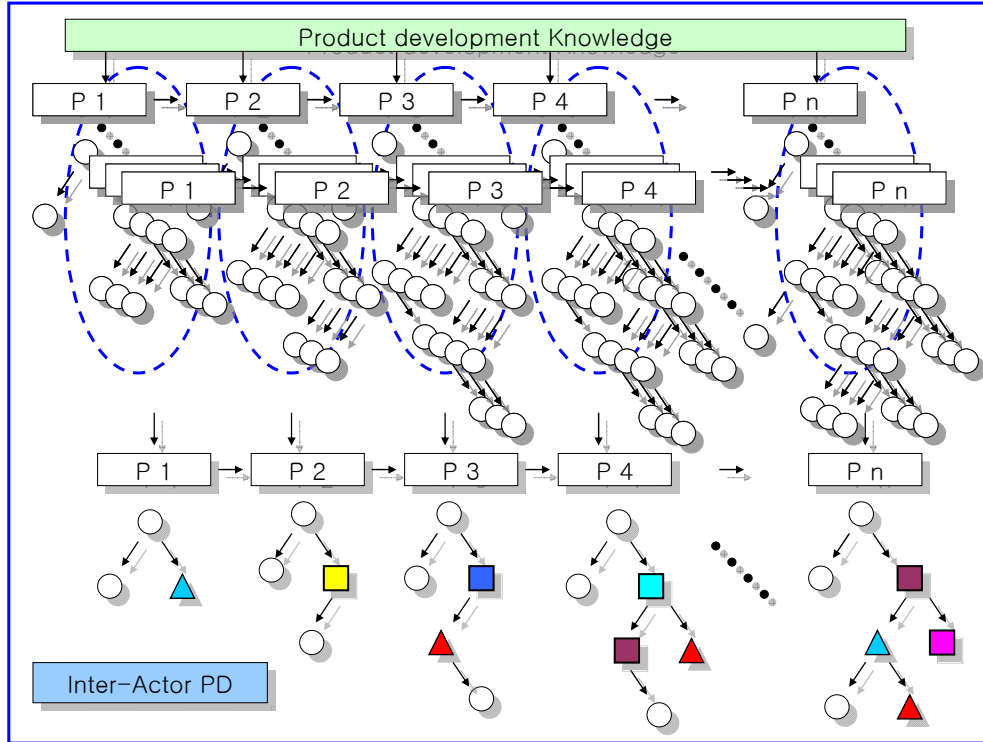 Product development Knowledge
P 1
P 2
P 3
P 4
P n
P 1
P 2
P 3
P 4
P n
P 1
P 2
P 3
P 4
P n
Inter-Actor PD